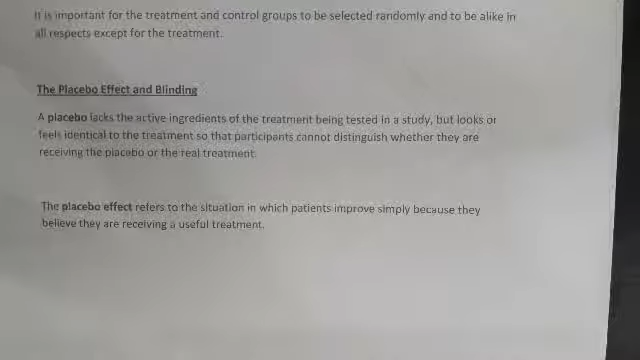 It is important for the treatment and control groups to be selected randomly and to be alike in
all respects except for the treatment.
The Placebo Effect and Blinding
A placebo lacks the active ingredients of the treatment being tested in a study, but looks or
feels identical to the treatment so that participants cannot distinguish whether they are
receiving the placebo or the real treatment.
The placebo effect refers to the situation in which patients improve simply because they
believe they are receiving a useful treatment.